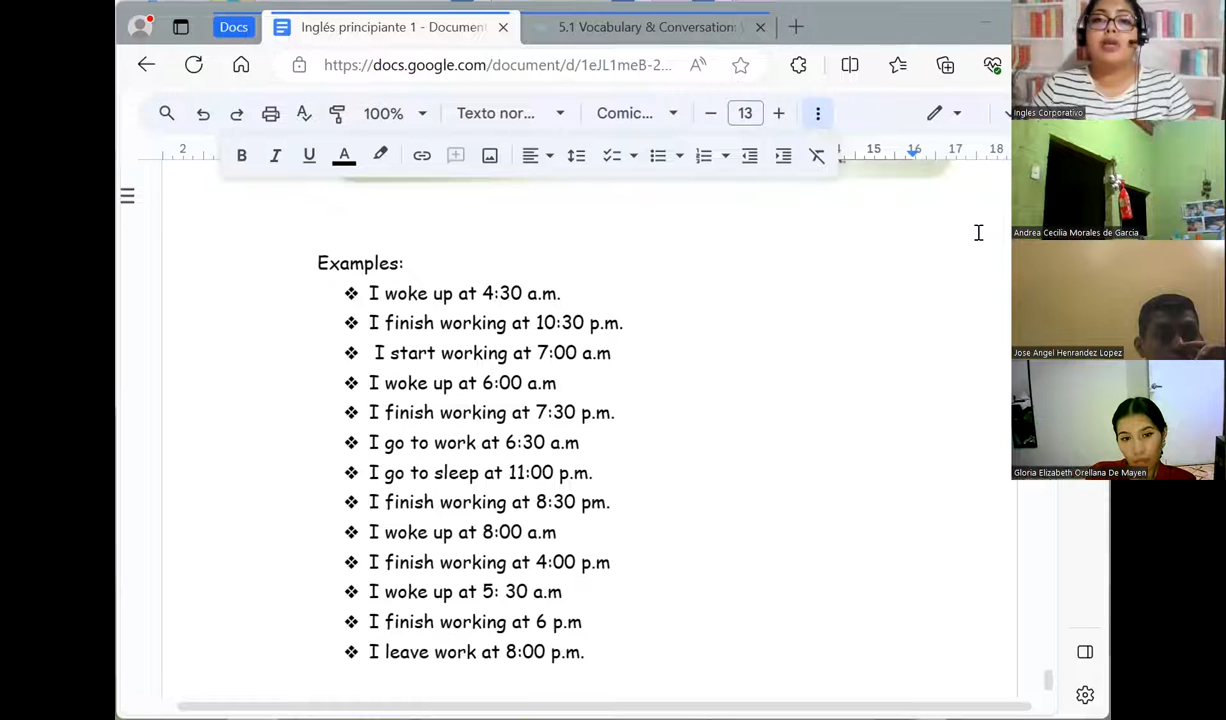 Docs
Inglés principiante 1 - Document
5.1 Vocabulary & Conversation:
https://docs.google.com/document/d/1eJL1meB-2...
100%
Texto nor...
Comic...
13
2
15 16 17 18
Examples:
❖ I woke up at 4:30 a.m.
❖ I finish working at 10:30 p.m.
❖ I start working at 7:00 a.m
❖ I woke up at 6:00 a.m
❖ I finish working at 7:30 p.m.
❖ I go to work at 6:30 a.m
❖ I go to sleep at 11:00 p.m.
❖ I finish working at 8:30 pm.
❖ I woke up at 8:00 a.m
❖ I finish working at 4:00 p.m
❖ I woke up at 5: 30 a.m
❖ I finish working at 6 p.m
❖ I leave work at 8:00 p.m.
Ingles Corporativo
Andrea Cecilia Morales de Garcia
Jose Angel Henrandez Lopez
Gloria Elizabeth Orellana De Mayen